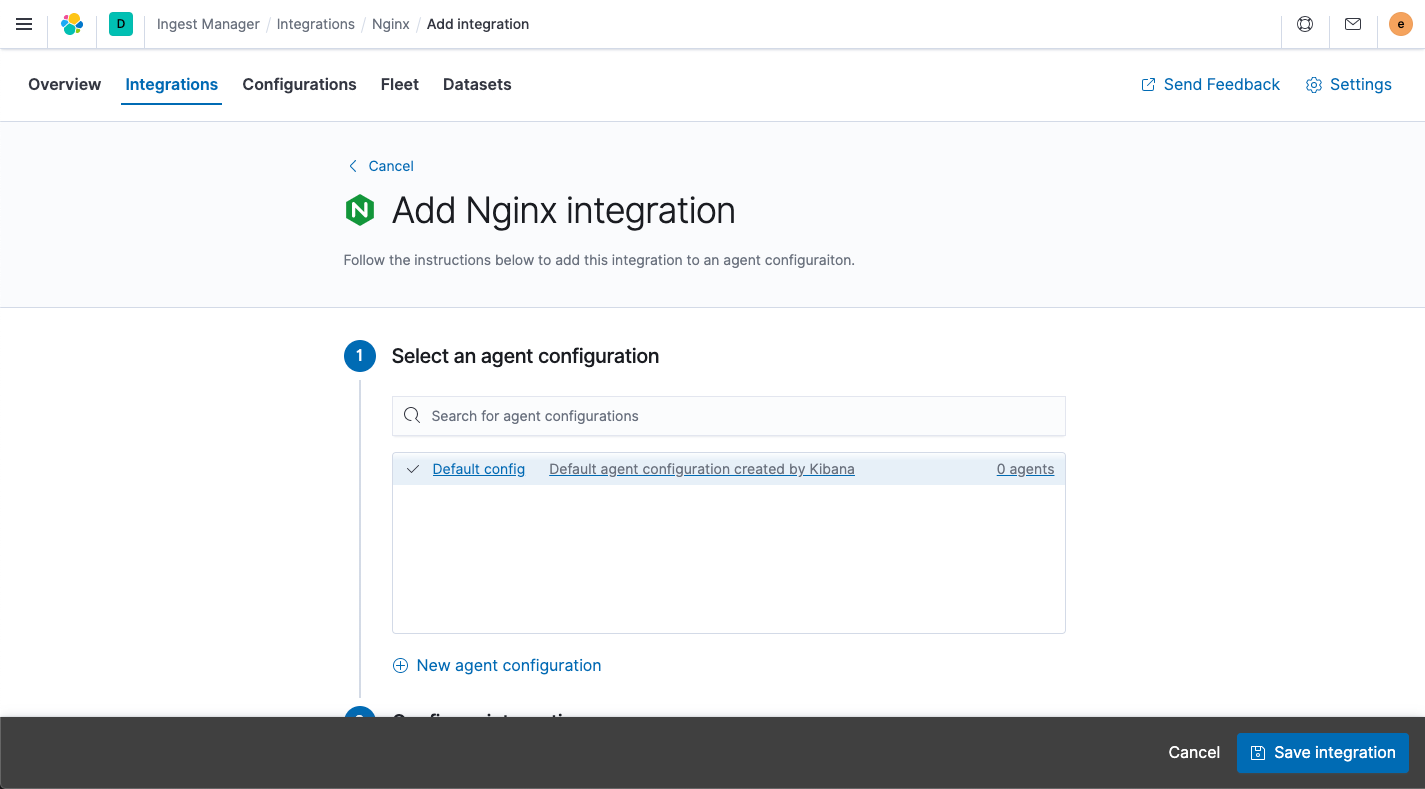 D Ingest Manager / Integrations / Nginx / Add integration e
Overview Integrations Configurations Fleet Datasets Send Feedback Settings
Cancel
N Add Nginx integration
Follow the instructions below to add this integration to an agent configuraiton.
1 Select an agent configuration
Search for agent configurations
Default config Default agent configuration created by Kibana 0 agents
New agent configuration
Cancel Save integration